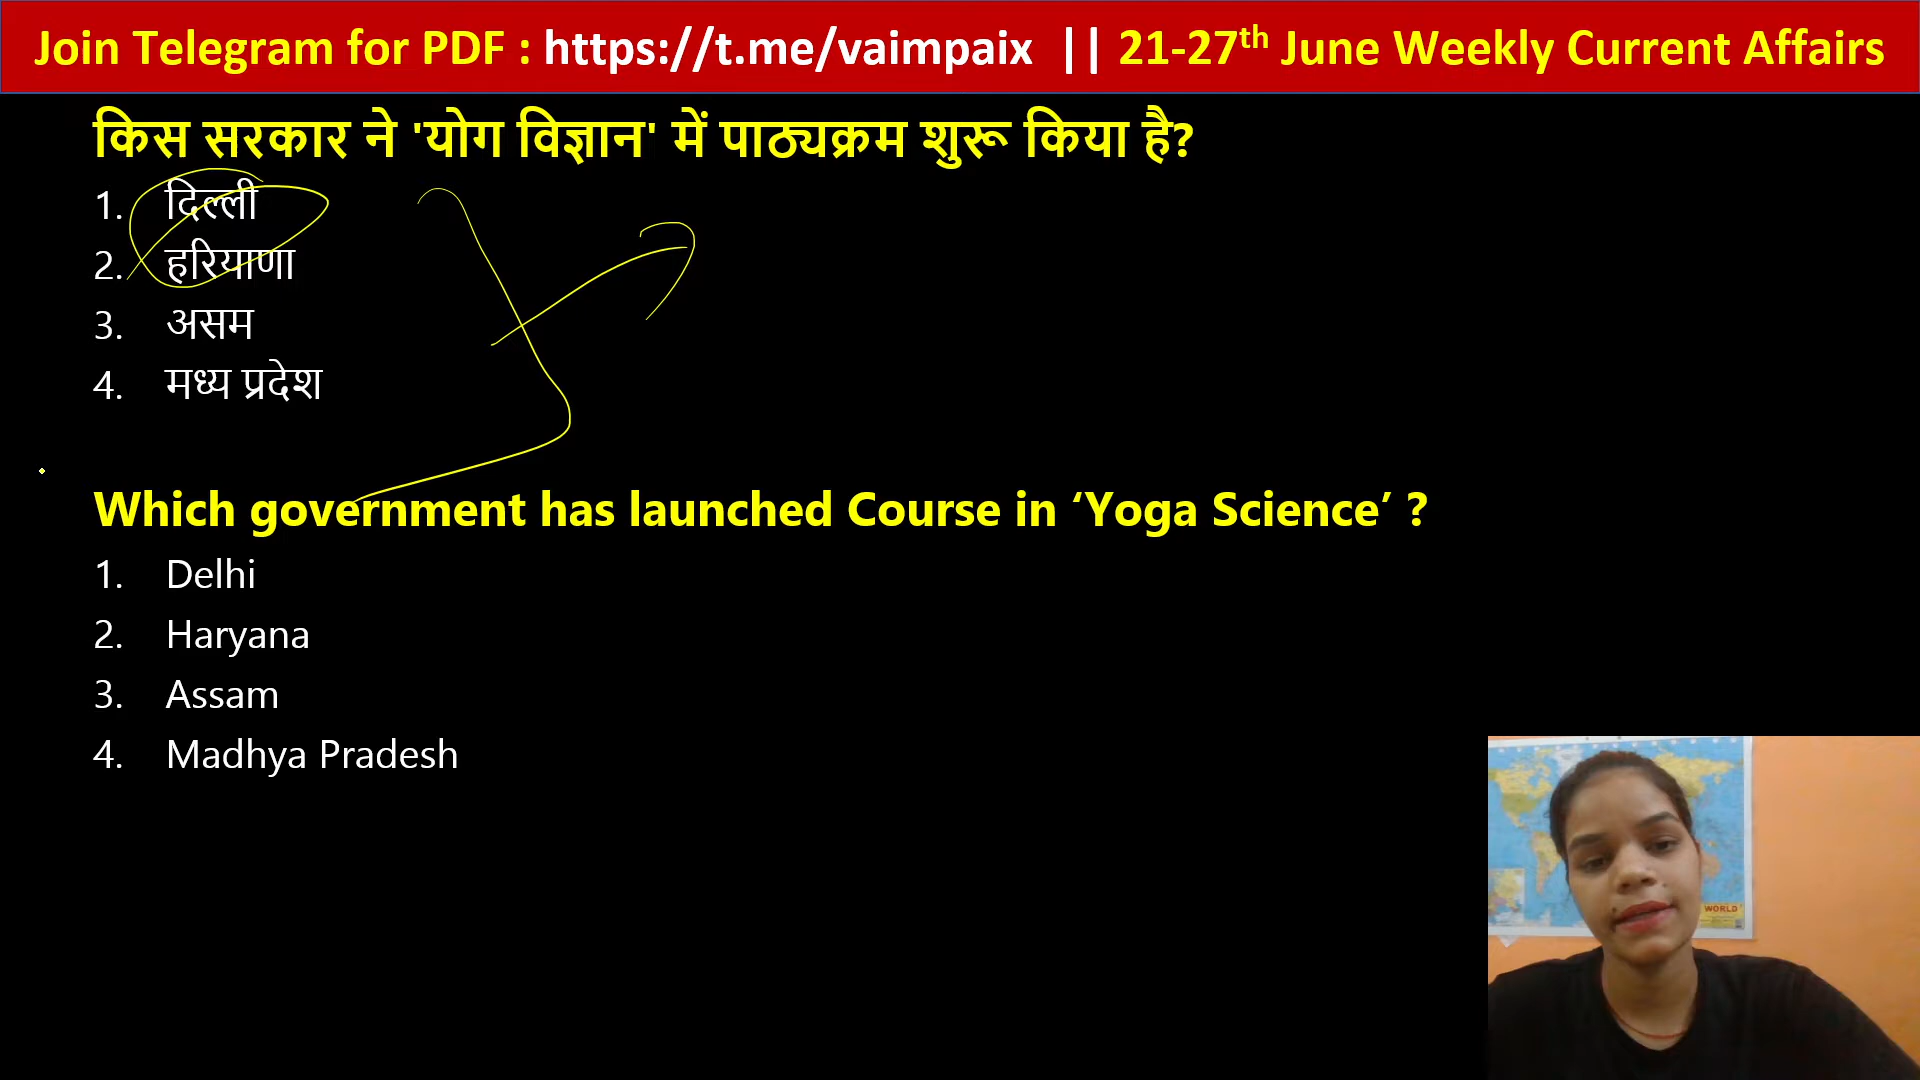 Join Telegram for PDF : https://t.me/vaimpaix || 21-27th June Weekly Current Affairs
किस सरकार ने 'योग विज्ञान' में पाठ्यक्रम शुरू किया है?
1. दिल्ली
2. हरियाणा
3. असम
4. मध्य प्रदेश
Which government has launched Course in ‘Yoga Science’ ?
1. Delhi
2. Haryana
3. Assam
4. Madhya Pradesh
WORLD